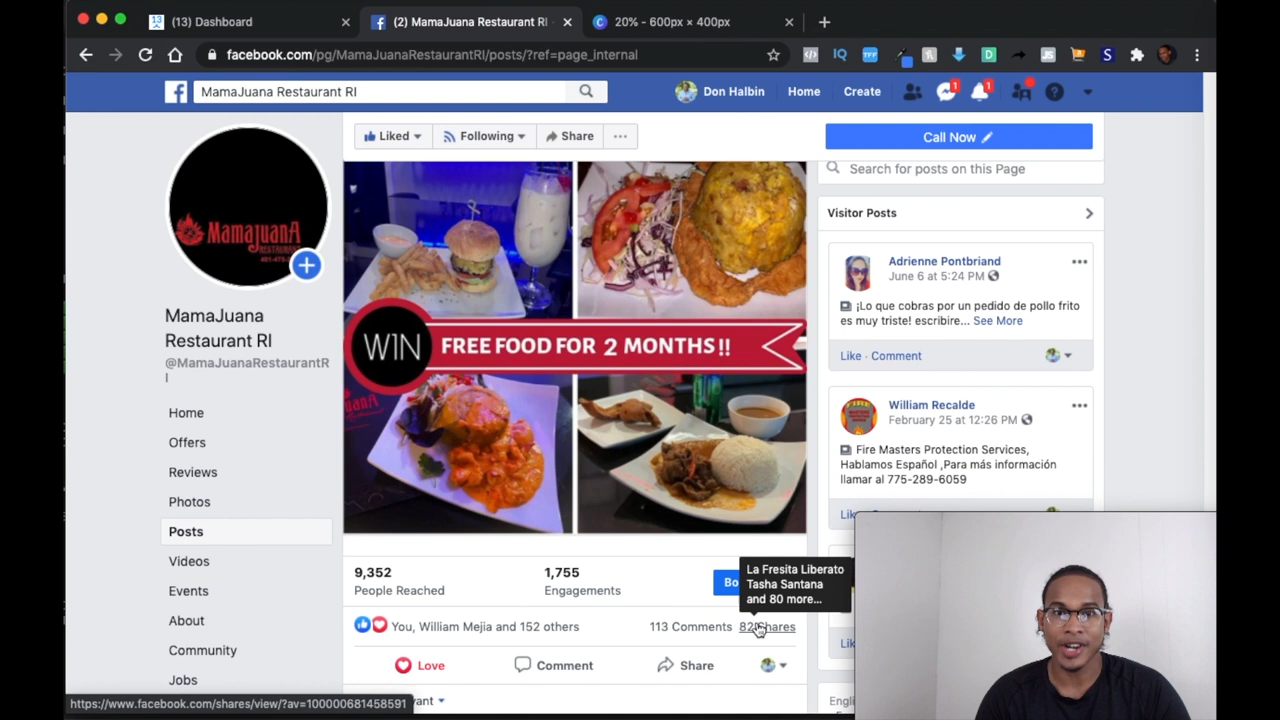 (13) Dashboard
(2) MamaJuana Restaurant RI
20% - 600px × 400px
facebook.com/pg/MamaJuanaRestaurantRI/posts/?ref=page_internal
MamaJuana Restaurant RI
Don Halbin
Home
Create
1
1
Liked
Following
Share
Call Now
Search for posts on this Page
MamaJuana
RESTAURANT
MamaJuana
Restaurant RI
@MamaJuanaRestaurantR
I
Home
Offers
Reviews
Photos
Posts
Videos
Events
About
Community
Jobs
WIN
FREE FOOD FOR 2 MONTHS !!
9,352
People Reached
1,755
Engagements
Bo
La Fresita Liberato
Tasha Santana
and 80 more...
You, William Mejia and 152 others
113 Comments
82 Shares
Love
Comment
Share
Visitor Posts
Adrienne Pontbriand
June 6 at 5:24 PM
¡Lo que cobras por un pedido de pollo frito
es muy triste! escribire... See More
Like · Comment
William Recalde
February 25 at 12:26 PM
Fire Masters Protection Services,
Hablamos Español ,Para más información
llamar al 775-289-6059
https://www.facebook.com/shares/view/?av=100000681458591